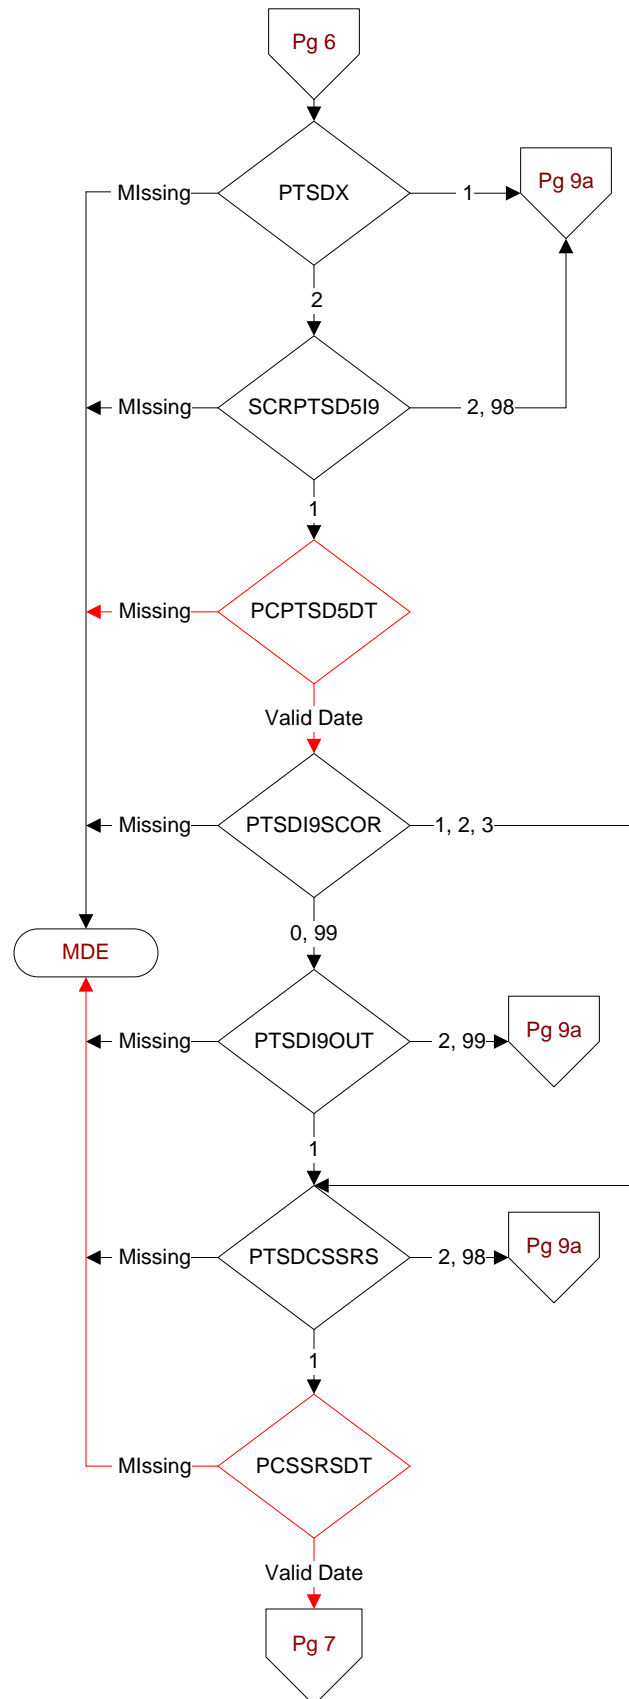 Pg 6
MIssing
PTSDX
1
Pg 9a
2
MIssing
SCRPTSD5I9
2, 98
1
Missing
PCPTSD5DT
Valid Date
Missing
PTSDI9SCOR
1, 2, 3
0, 99
MDE
Missing
PTSDI9OUT
2, 99
Pg 9a
1
Missing
PTSDCSSRS
2, 98
Pg 9a
1
MIssing
PCSSRSDT
Valid Date
Pg 7